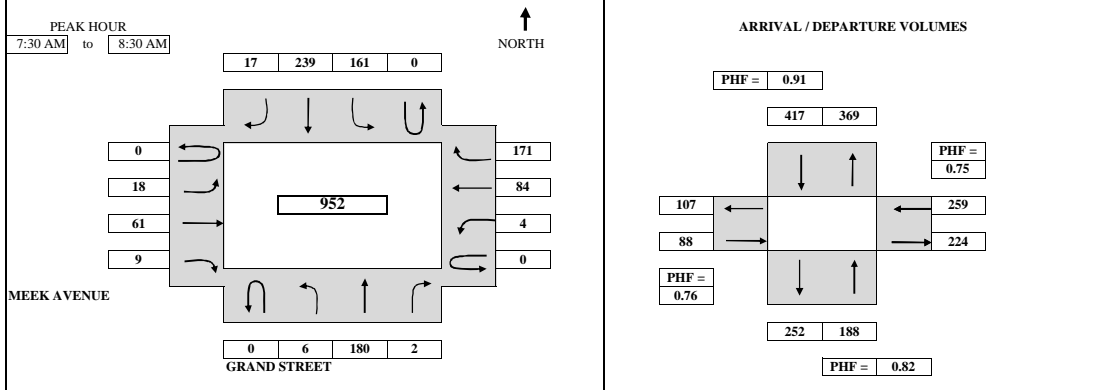 PEAK HOUR
7:30 AM to 8:30 AM
NORTH
17 239 161 0
0
18
61
9
952
171
84
4
0
MEEK AVENUE
0 6 180 2
GRAND STREET
ARRIVAL / DEPARTURE VOLUMES
PHF = 0.91
417 369
PHF =
0.75
107
88
259
224
PHF =
0.76
252 188
PHF = 0.82